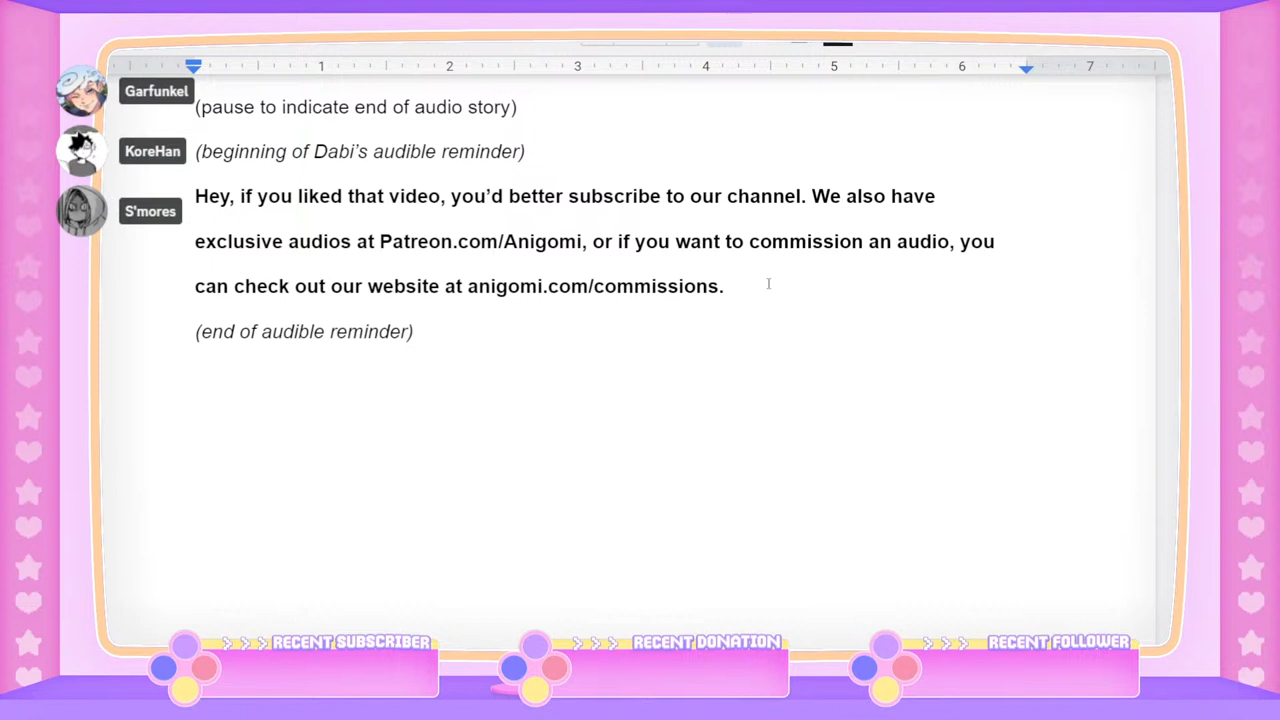 1 2 3 4 5 6 7
Garfunkel
(pause to indicate end of audio story)
KoreHan
(beginning of Dabi’s audible reminder)
S'mores
Hey, if you liked that video, you’d better subscribe to our channel. We also have
exclusive audios at Patreon.com/Anigomi, or if you want to commission an audio, you
can check out our website at anigomi.com/commissions.
(end of audible reminder)
> > > RECENT SUBSCRIBER
> > > RECENT DONATION
> > > RECENT FOLLOWER